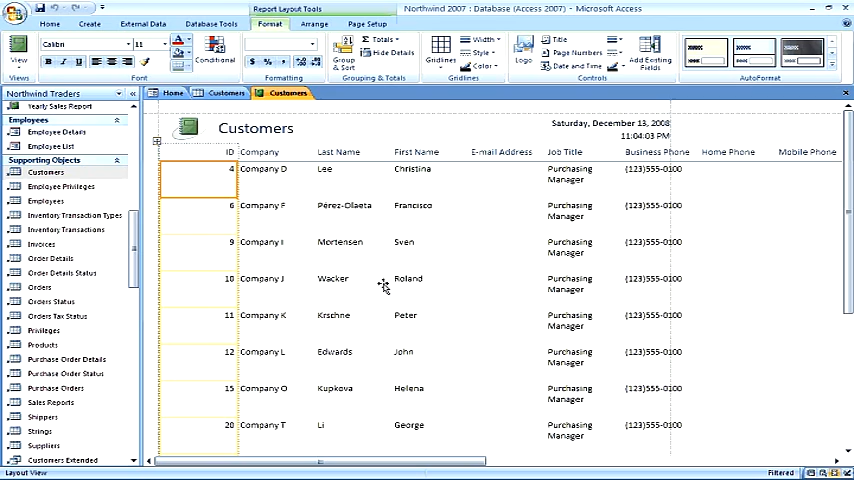 Report Layout Tools
Northwind 2007 : Database (Access 2007) - Microsoft Access
Home Create External Data Database Tools Format Arrange Page Setup
View
Views
Calibri 11
B I U
Font
Conditional
$ % ,
Formatting
Group & Sort
Σ Totals
Hide Details
Grouping & Totals
Gridlines
Width
Style
Color
Gridlines
Logo
Title
Page Numbers
Date and Time
Add Existing Fields
Controls
AutoFormat
Northwind Traders
Home Customers Customers
Yearly Sales Report
Employees
Employee Details
Employee List
Supporting Objects
Customers
Employee Privileges
Employees
Inventory Transaction Types
Inventory Transactions
Invoices
Order Details
Order Details Status
Orders
Orders Status
Orders Tax Status
Privileges
Products
Purchase Order Details
Purchase Order Status
Purchase Orders
Sales Reports
Shippers
Strings
Suppliers
Customers Extended
Customers
Saturday, December 13, 2008
11:04:03 PM
ID Company Last Name First Name E-mail Address Job Title Business Phone Home Phone Mobile Phone
4 Company D Lee Christina Purchasing Manager (123)555-0100
6 Company F Pérez-Olaeta Francisco Purchasing Manager (123)555-0100
9 Company I Mortensen Sven Purchasing Manager (123)555-0100
10 Company J Wacker Roland Purchasing Manager (123)555-0100
11 Company K Krschne Peter Purchasing Manager (123)555-0100
12 Company L Edwards John Purchasing Manager (123)555-0100
15 Company O Kupkova Helena Purchasing Manager (123)555-0100
20 Company T Li George Purchasing Manager (123)555-0100
Layout View
Filtered